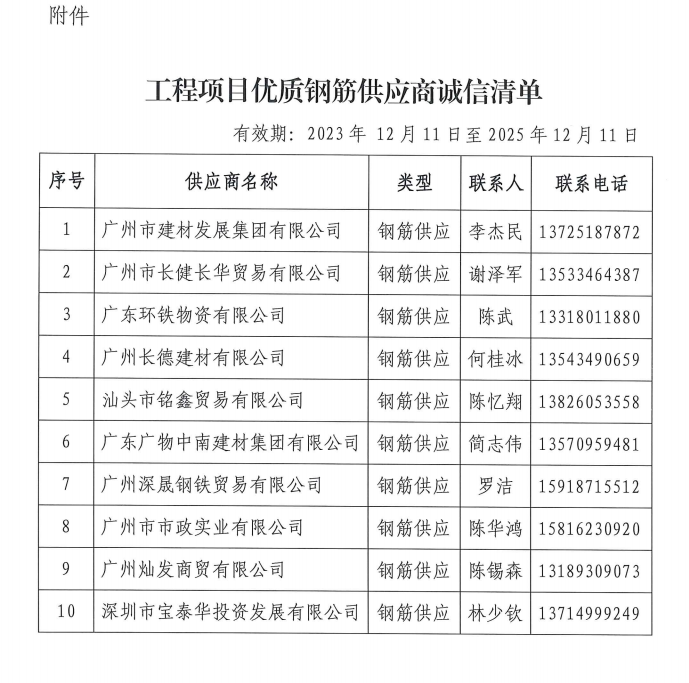 附件
工程项目优质钢筋供应商诚信清单
有效期：2023年 12月11日至2025年12月11日
序号 供应商名称 类型 联系人 联系电话
1 广州市建材发展集团有限公司 钢筋供应 李杰民 13725187872
2 广州市长健长华贸易有限公司 钢筋供应 谢泽军 13533464387
3 广东环铁物资有限公司 钢筋供应 陈武 13318011880
4 广州长德建材有限公司 钢筋供应 何桂冰 13543490659
5 汕头市铭鑫贸易有限公司 钢筋供应 陈忆翔 13826053558
6 广东广物中南建材集团有限公司 钢筋供应 简志伟 13570959481
7 广州深晟钢铁贸易有限公司 钢筋供应 罗洁 15918715512
8 广州市市政实业有限公司 钢筋供应 陈华鸿 15816230920
9 广州灿发商贸有限公司 钢筋供应 陈锡森 13189309073
10 深圳市宝泰华投资发展有限公司 钢筋供应 林少钦 13714999249